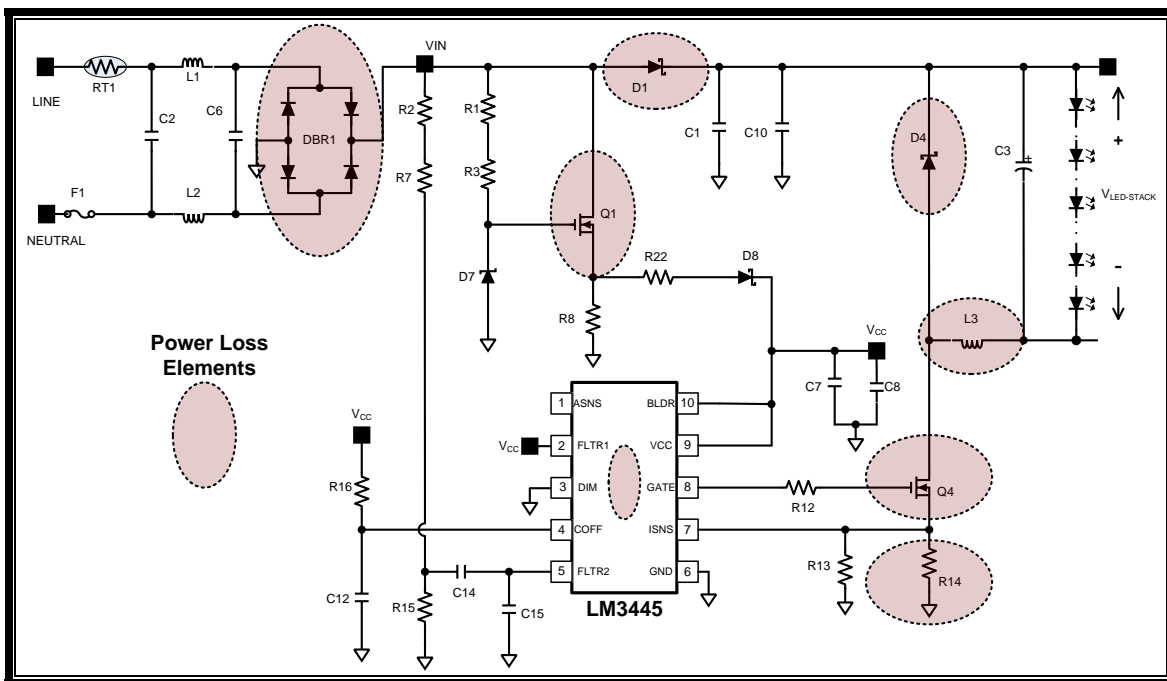 VIN
D1
LINE
RT1
L1
C2
C6
DBR1
R2
R1
R7
R3
F1
L2
NEUTRAL
Q1
D7
R8
R22
D8
C1
C10
D4
C3
+
+
VLED-STACK
-
L3
VCC
C7
C8
Power Loss
Elements
VCC
R16
VCC
1 ASNS BLDR 10
2 FLTR1 VCC 9
3 DIM GATE 8
4 COFF ISNS 7
5 FLTR2 GND 6
LM3445
R12
Q4
R13
R14
C12
R15
C14
C15